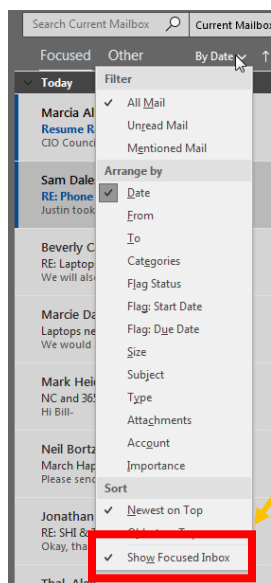 Search Current Mailbox Current Mailbox
Focused Other By Date
Today Filter
Marcia Al
Resume R
CIO Counci
All Mail
Unread Mail
Mentioned Mail
Arrange by
Sam Dale
RE: Phone
Justin took
Date
From
To
Beverly C
RE: Laptop
We will als
Categories
Flag Status
Flag: Start Date
Marcie Da
Laptops ne
We would
Flag: Due Date
Size
Subject
Mark Hei
NC and 365
Hi Bill-
Type
Attachments
Account
Neil Bortz
March Hap
Please senc
Importance
Sort
Jonathan
RE: SHI &
Okay, tha
Newest on Top
Show Focused Inbox